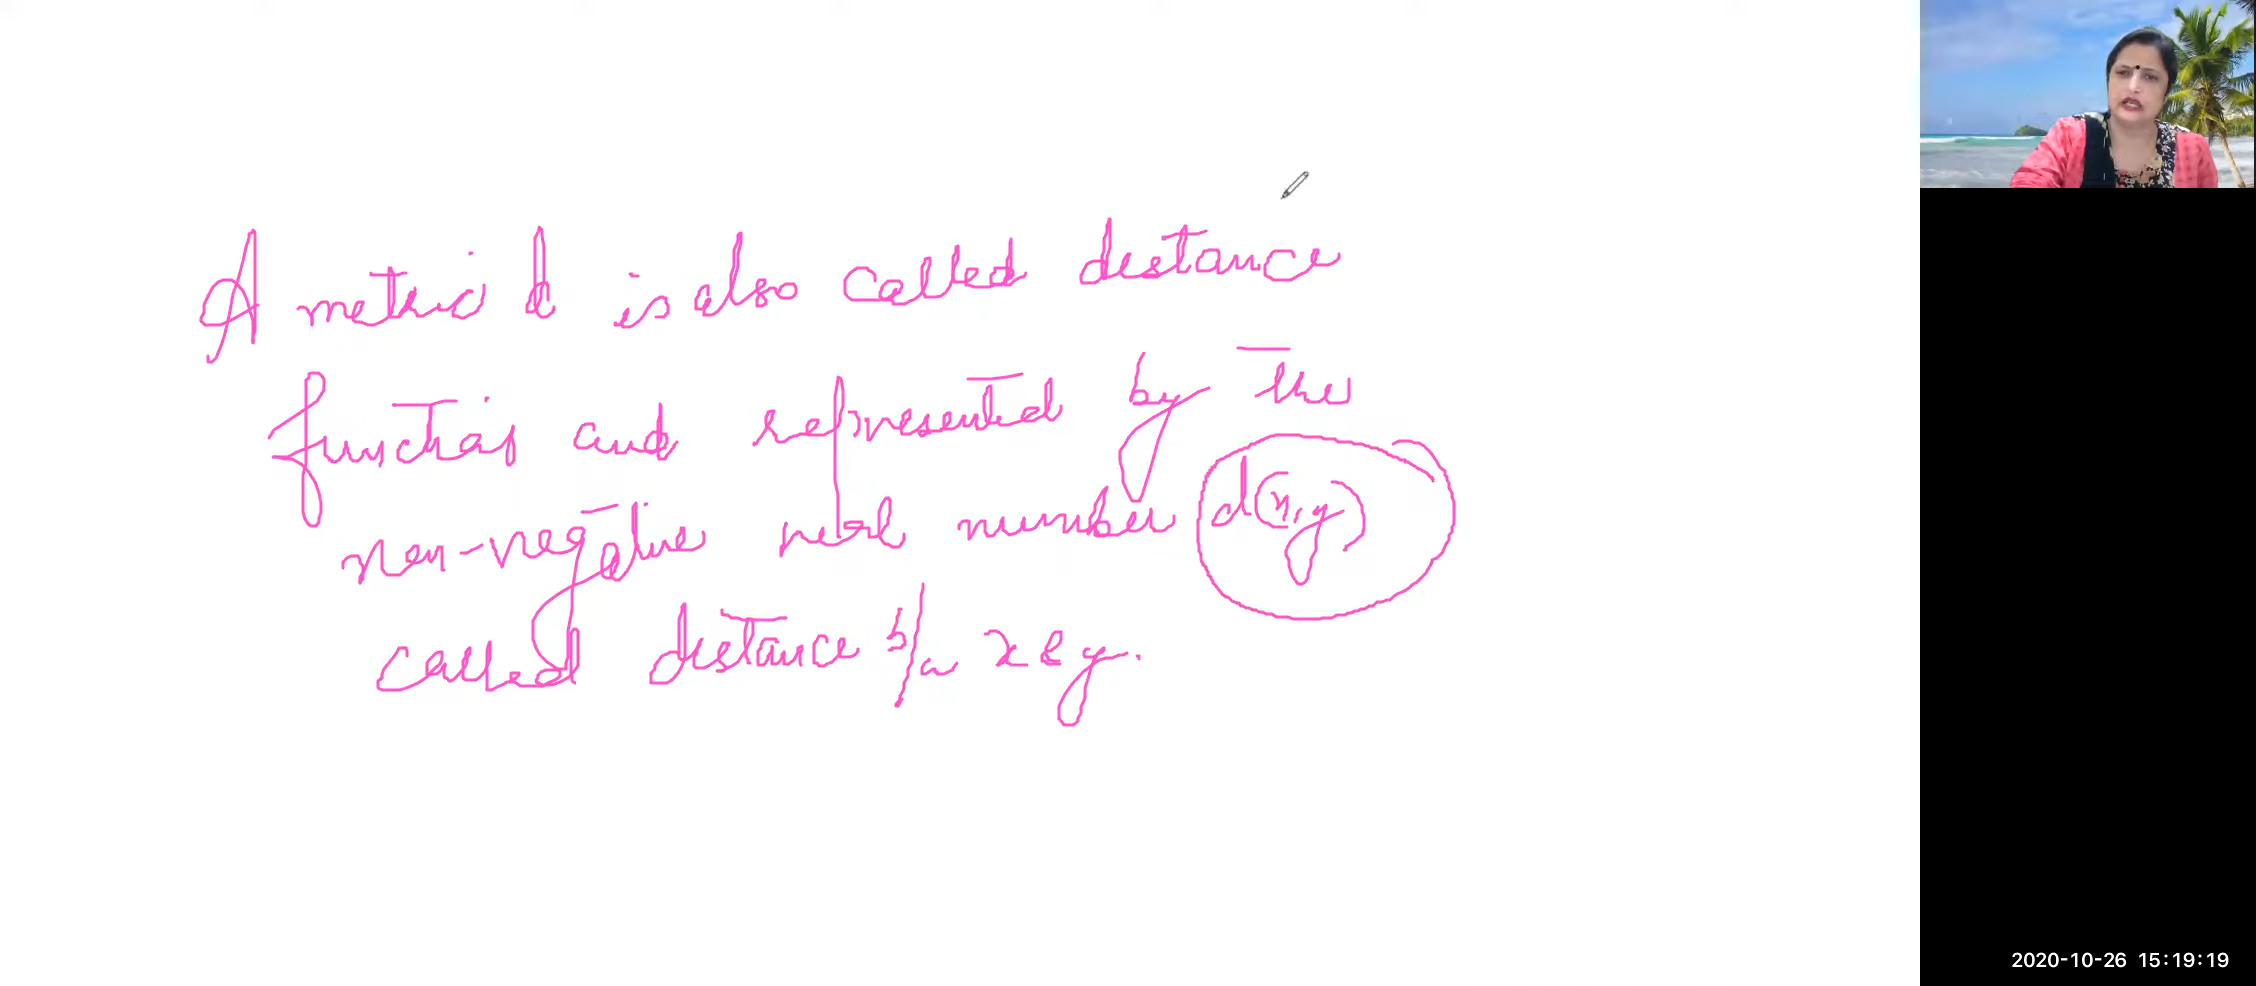 A metric d is also called distance
function and represented by the
non-negative real number d(x,y)
called distance b/w x & y.
2020-10-26 15:19:19